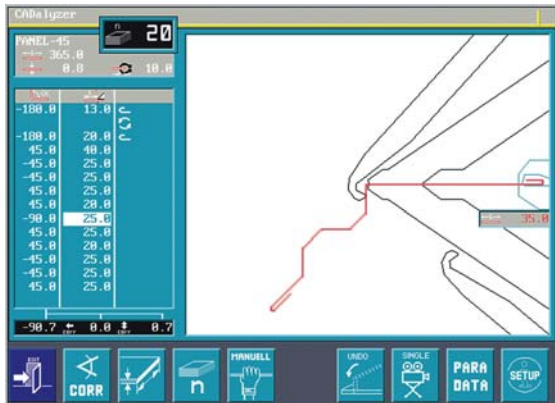 CADalyzer
n 20
PANEL-45
365.0
0.8 10.0
-180.0 13.0
-180.0 20.0
45.0 40.0
-45.0 25.0
-45.0 25.0
45.0 25.0
45.0 20.0
-90.0 25.0
45.0 25.0
45.0 20.0
-45.0 25.0
-45.0 25.0
45.0 25.0
35.0
-90.7 CORR 0.0 CORR 0.7
EXIT
CORR
n
MANUELL
UNDO
SINGLE
PARA DATA
SETUP